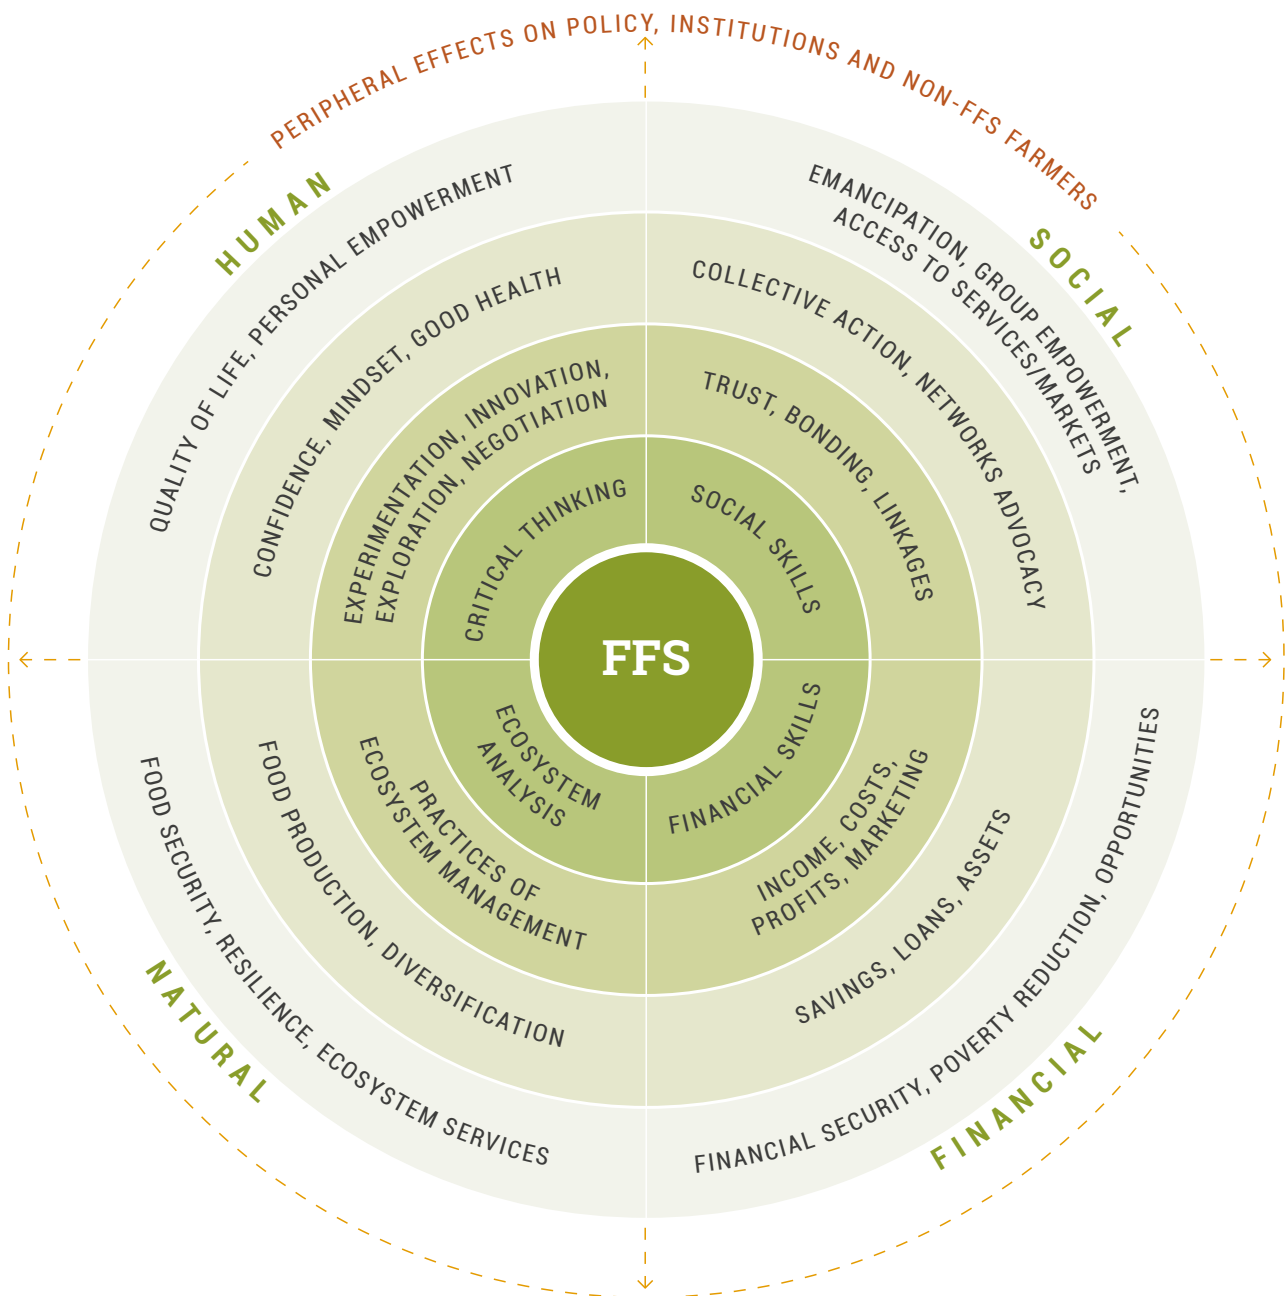 PERIPHERAL EFFECTS ON POLICY, INSTITUTIONS AND NON-FFS FARMERS
HUMAN
QUALITY OF LIFE, PERSONAL EMPOWERMENT
CONFIDENCE, MINDSET, GOOD HEALTH
EXPERIMENTATION, INNOVATION,
EXPLORATION, NEGOTIATION
CRITICAL THINKING
SOCIAL
EMANCIPATION, GROUP EMPOWERMENT,
ACCESS TO SERVICES/MARKETS
COLLECTIVE ACTION, NETWORKS ADVOCACY
TRUST, BONDING, LINKAGES
SOCIAL SKILLS
FFS
ECOSYSTEM
ANALYSIS
PRACTICES OF
ECOSYSTEM MANAGEMENT
FOOD PRODUCTION, DIVERSIFICATION
FOOD SECURITY, RESILIENCE, ECOSYSTEM SERVICES
NATURAL
FINANCIAL SKILLS
INCOME, COSTS,
PROFITS, MARKETING
SAVINGS, LOANS, ASSETS
FINANCIAL SECURITY, POVERTY REDUCTION, OPPORTUNITIES
FINANCIAL